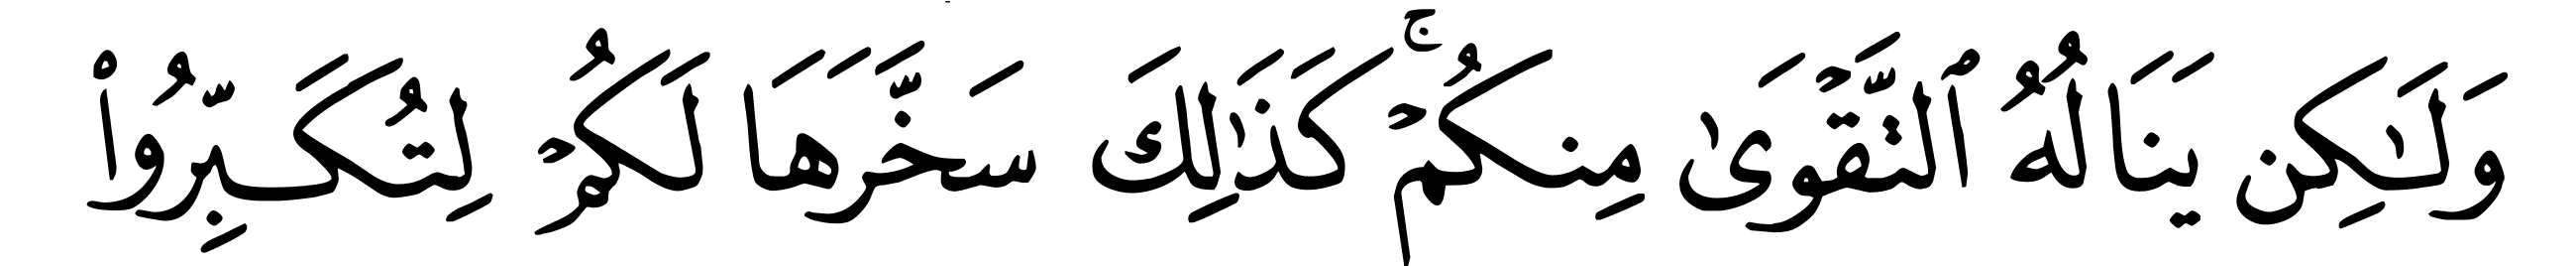 وَلَـٰكِن يَنَالُهُ ٱلتَّقْوَىٰ مِنكُمْ ۚ كَذَٰلِكَ سَخَّرَهَا لَكُمْ لِتُكَبِّرُوا۟